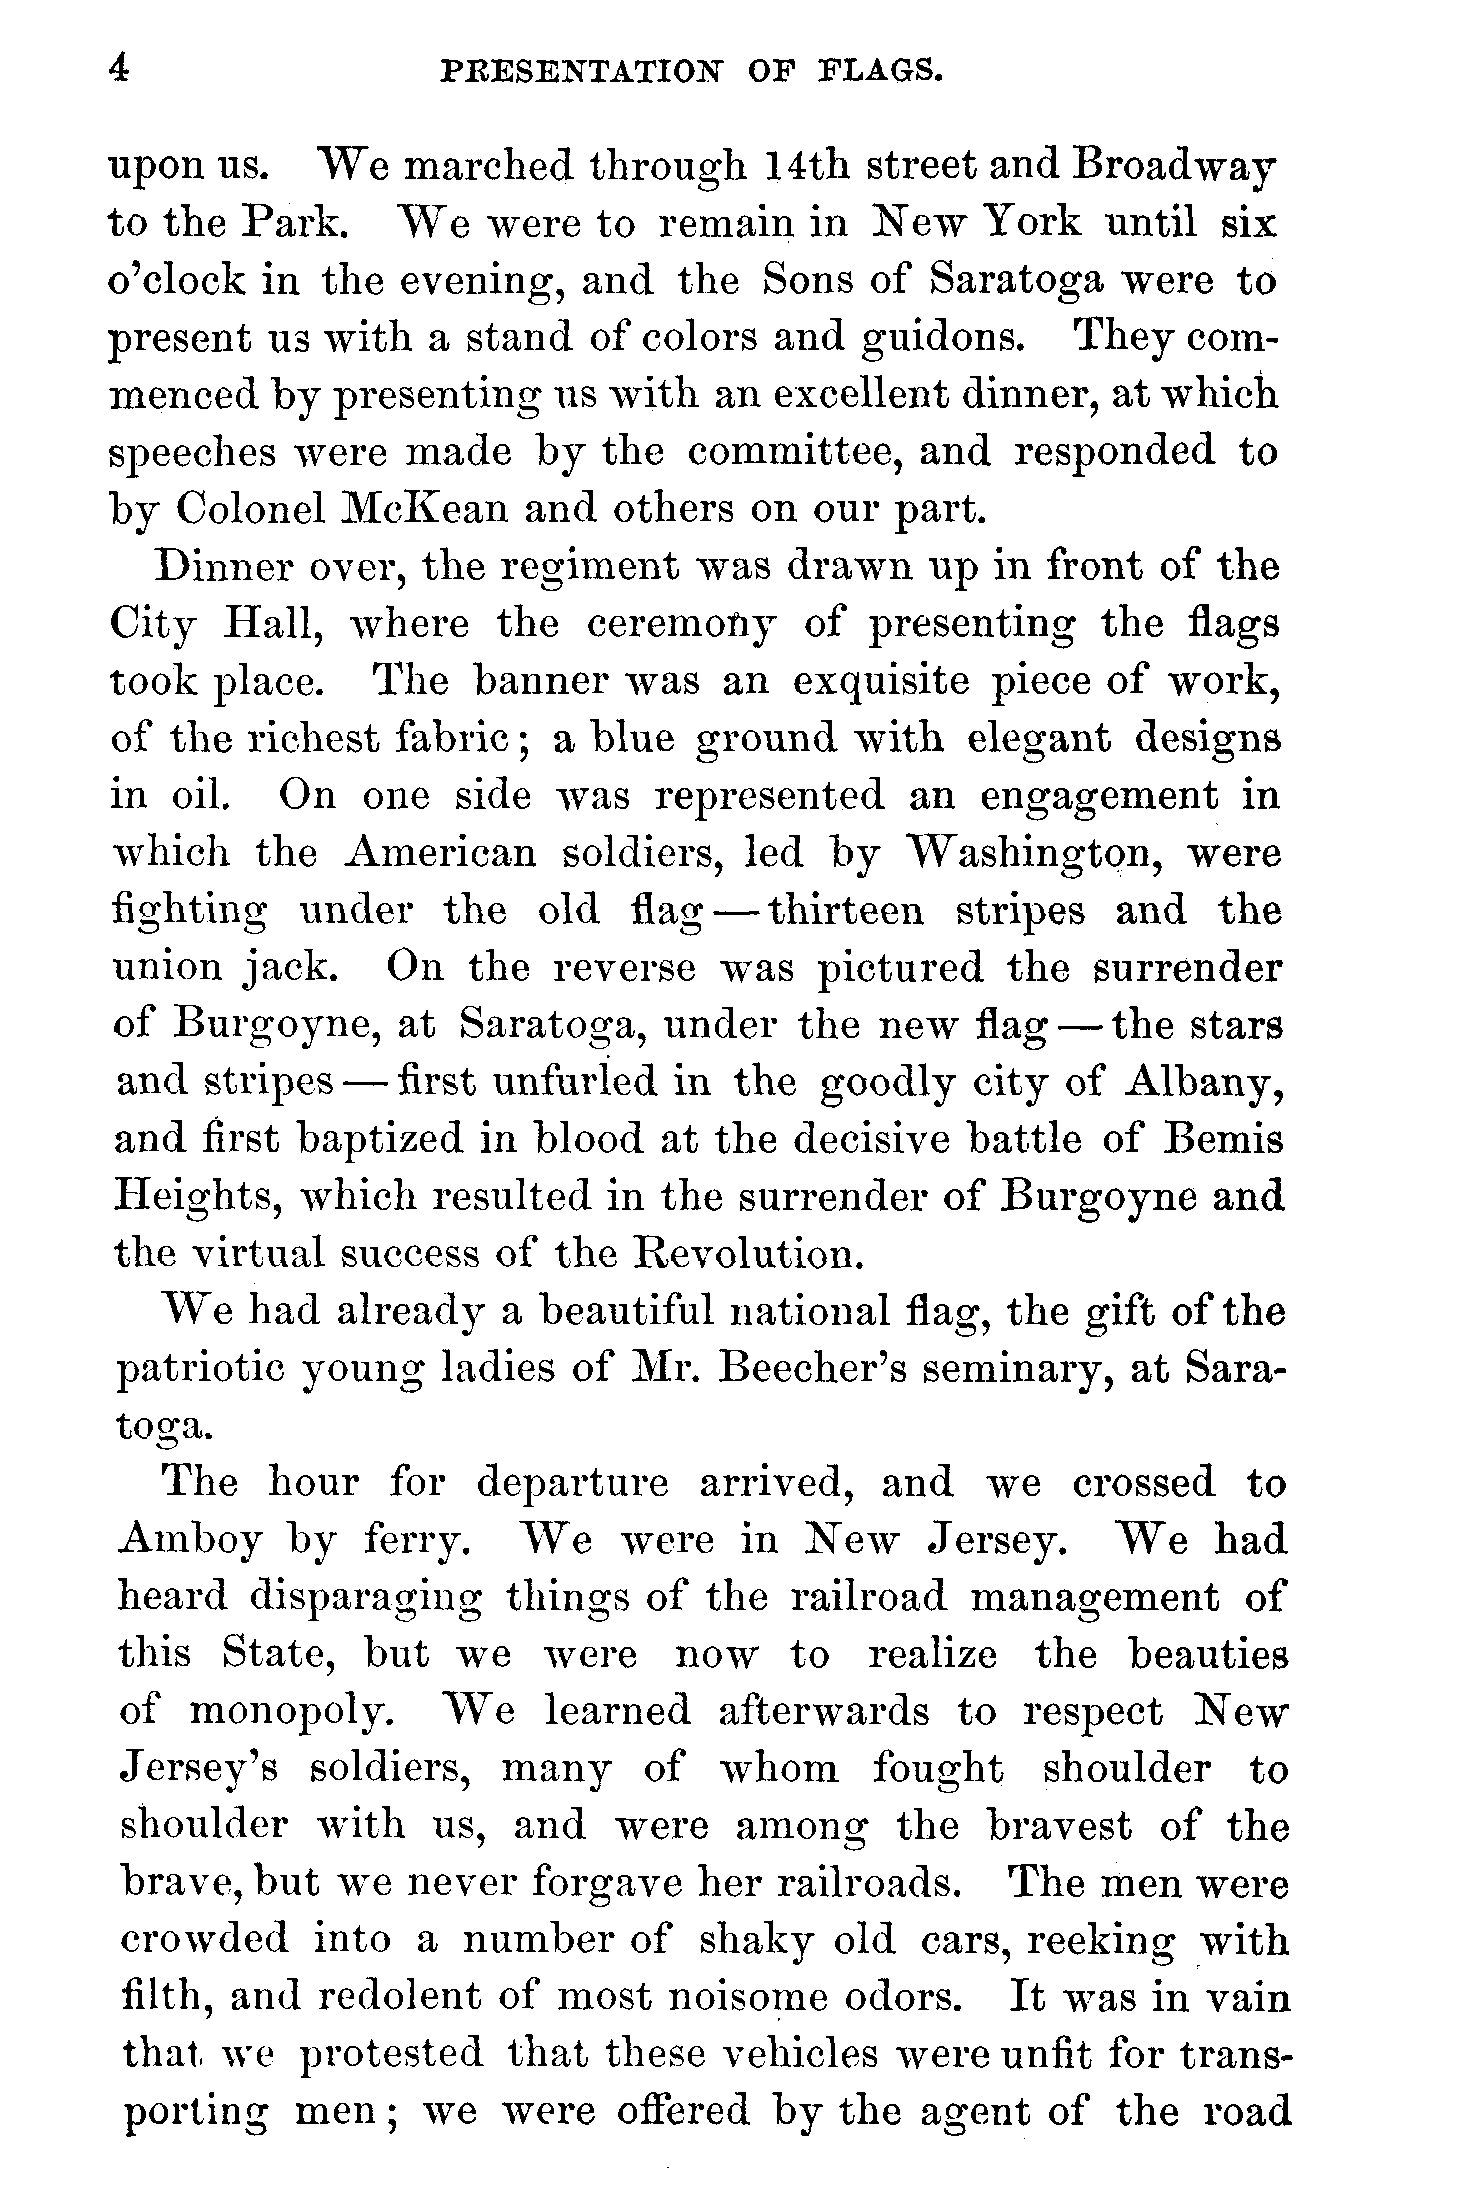 4 PRESENTATION OF FLAGS.
upon us. We marched through 14th street and Broadway
to the Park. We were to remain in New York until six
o'clock in the evening, and the Sons of Saratoga were to
present us with a stand of colors and guidons. They com-
menced by presenting us with an excellent dinner, at which
speeches were made by the committee, and responded to
by Colonel McKean and others on our part.
Dinner over, the regiment was drawn up in front of the
City Hall, where the ceremony of presenting the flags
took place. The banner was an exquisite piece of work,
of the richest fabric; a blue ground with elegant designs
in oil. On one side was represented an engagement in
which the American soldiers, led by Washington, were
fighting under the old flag—thirteen stripes and the
union jack. On the reverse was pictured the surrender
of Burgoyne, at Saratoga, under the new flag—the stars
and stripes—first unfurled in the goodly city of Albany,
and first baptized in blood at the decisive battle of Bemis
Heights, which resulted in the surrender of Burgoyne and
the virtual success of the Revolution.
We had already a beautiful national flag, the gift of the
patriotic young ladies of Mr. Beecher's seminary, at Sara-
toga.
The hour for departure arrived, and we crossed to
Amboy by ferry. We were in New Jersey. We had
heard disparaging things of the railroad management of
this State, but we were now to realize the beauties
of monopoly. We learned afterwards to respect New
Jersey's soldiers, many of whom fought shoulder to
shoulder with us, and were among the bravest of the
brave, but we never forgave her railroads. The men were
crowded into a number of shaky old cars, reeking with
filth, and redolent of most noisome odors. It was in vain
that we protested that these vehicles were unfit for trans-
porting men; we were offered by the agent of the road